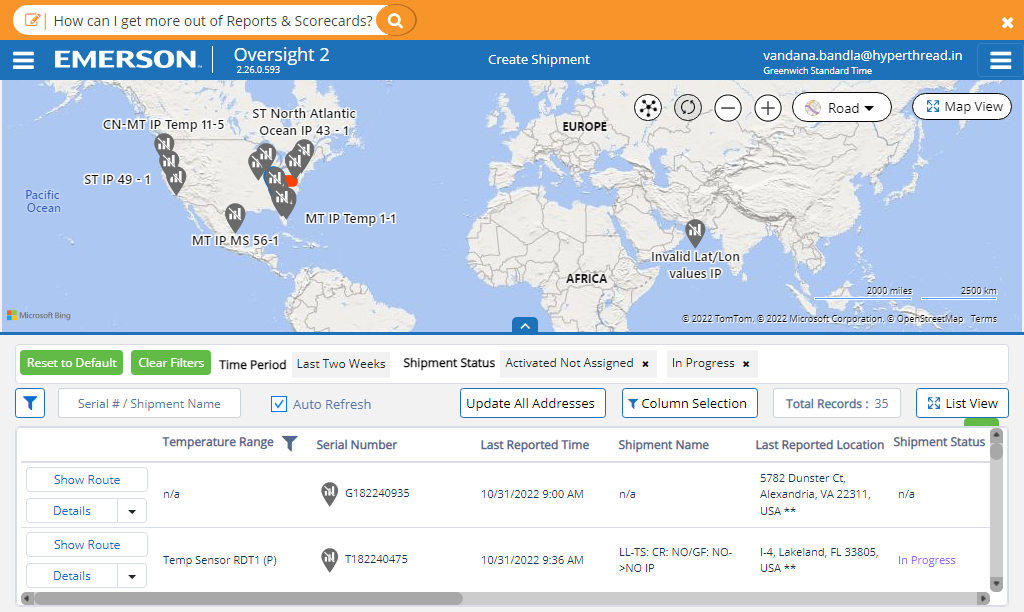 How can I get more out of Reports & Scorecards?
EMERSON
Oversight 2
2.26.0.593
Create Shipment
vandana.bandla@hyperthread.in
Greenwich Standard Time
CN-MT IP Temp 11-5
ST North Atlantic
Ocean IP 43 - 1
EUROPE
Road
Map View
ST IP 49 - 1
Pacific
Ocean
MT IP Temp 1-1
MT IP MS 56-1
Invalid Lat/Lon
values IP
AFRICA
2000 miles
2500 km
Microsoft Bing
© 2022 TomTom, © 2022 Microsoft Corporation, © OpenStreetMap Terms
Reset to Default
Clear Filters
Time Period
Last Two Weeks
Shipment Status
Activated Not Assigned ×
In Progress ×
Serial # / Shipment Name
Auto Refresh
Update All Addresses
Column Selection
Total Records : 35
List View
Temperature Range
Serial Number
Last Reported Time
Shipment Name
Last Reported Location
Shipment Status
Show Route
Details
n/a
G182240935
10/31/2022 9:00 AM
n/a
5782 Dunster Ct,
Alexandria, VA 22311,
USA **
n/a
Show Route
Details
Temp Sensor RDT1 (P)
T182240475
10/31/2022 9:36 AM
LL-TS: CR: NO/GF: NO-
>NO IP
I-4, Lakeland, FL 33805,
USA **
In Progress